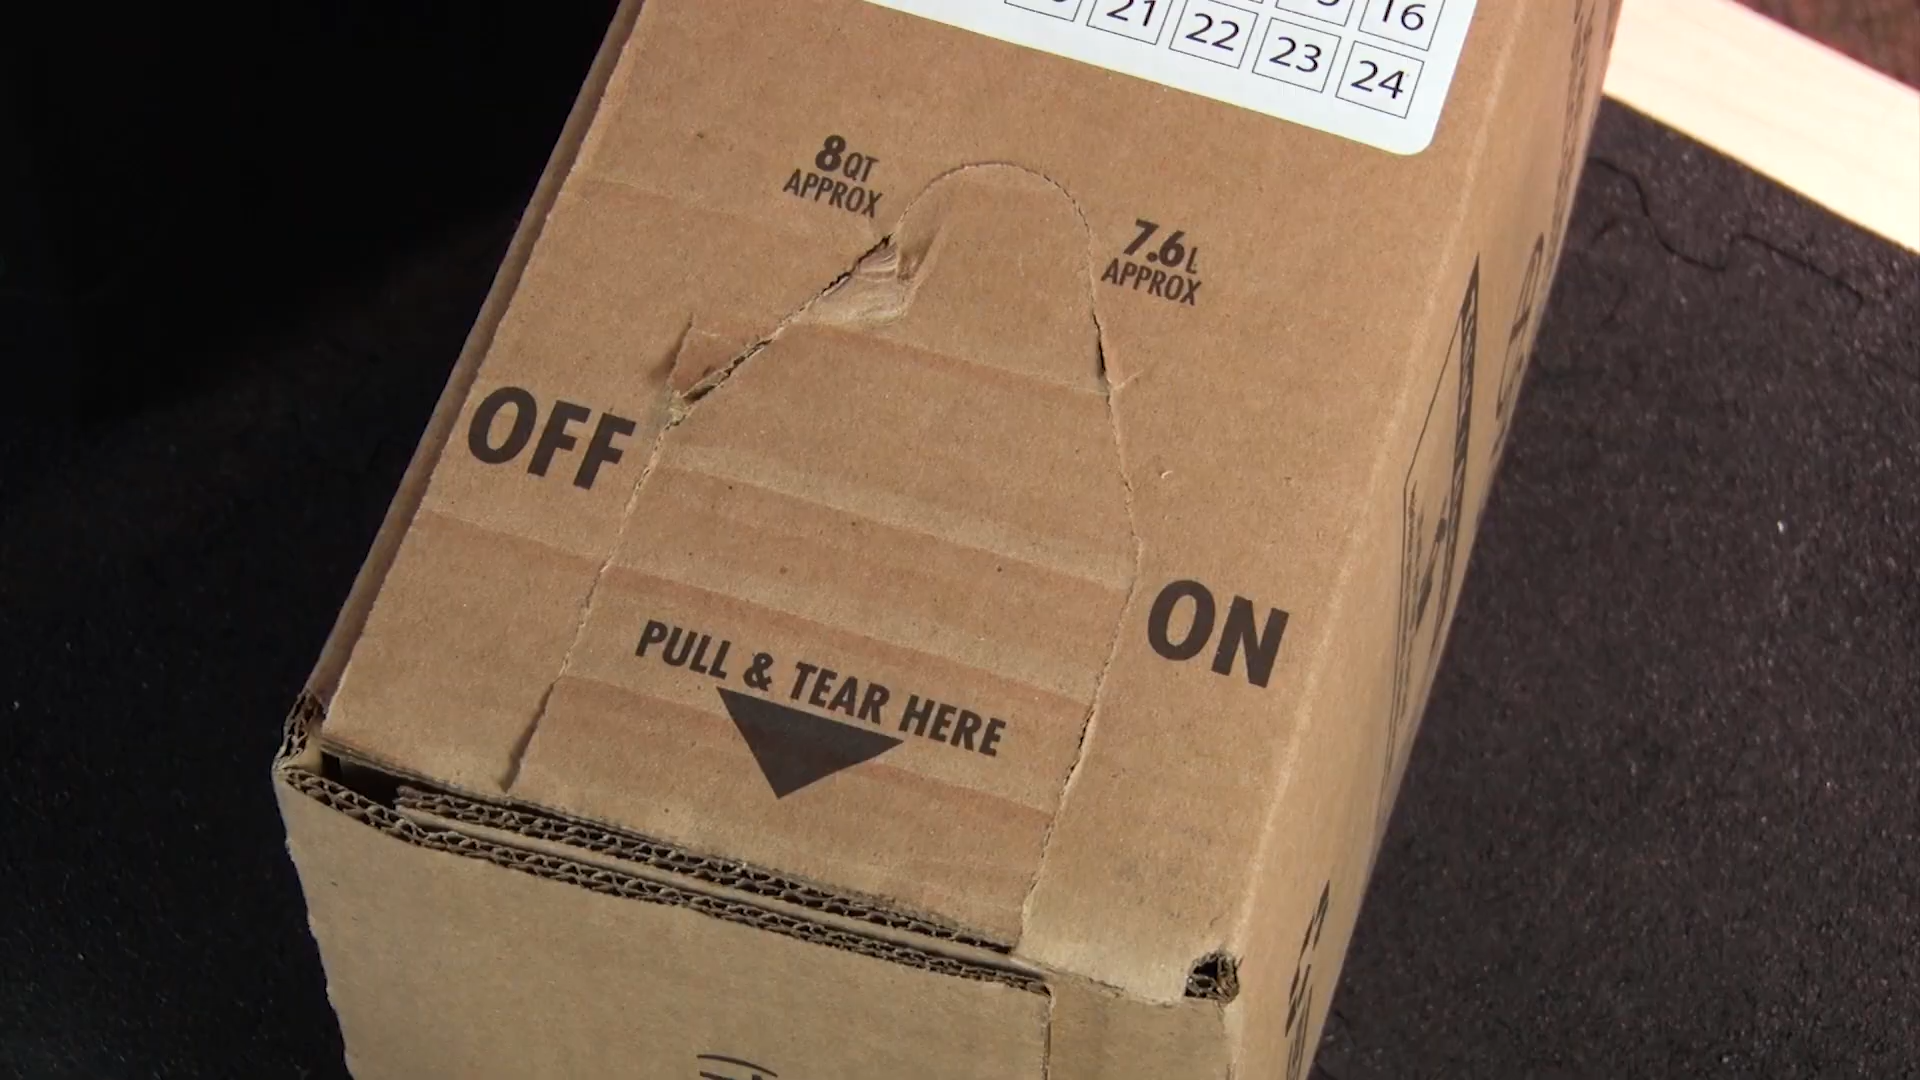 16
21 22 23 24
8QT
APPROX
7.6L
APPROX
OFF
ON
PULL & TEAR HERE